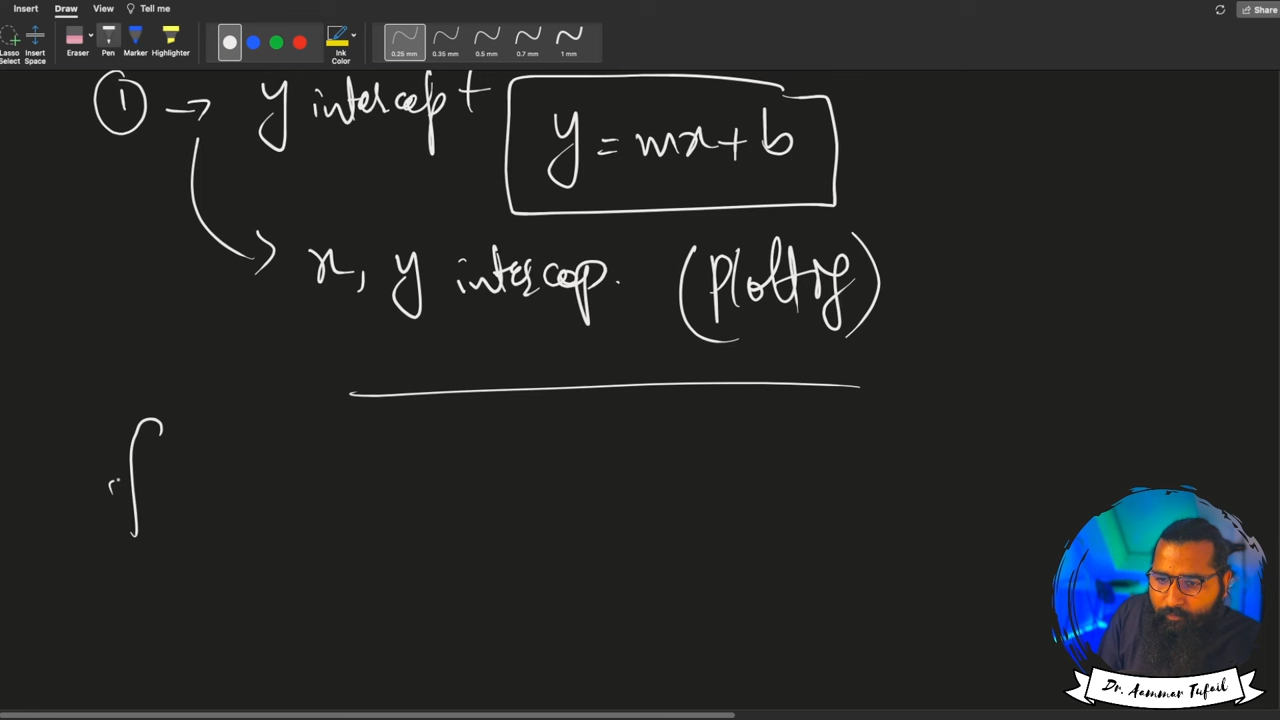 Insert Draw View Tell me
Share
Lasso Select Insert Space Eraser Pen Marker Highlighter Ink Color 0.25 mm 0.35 mm 0.5 mm 0.7 mm 1 mm
① → y intercept y = mx + b
x, y intercep. (Plotting)
Dr. Aammar Tufail